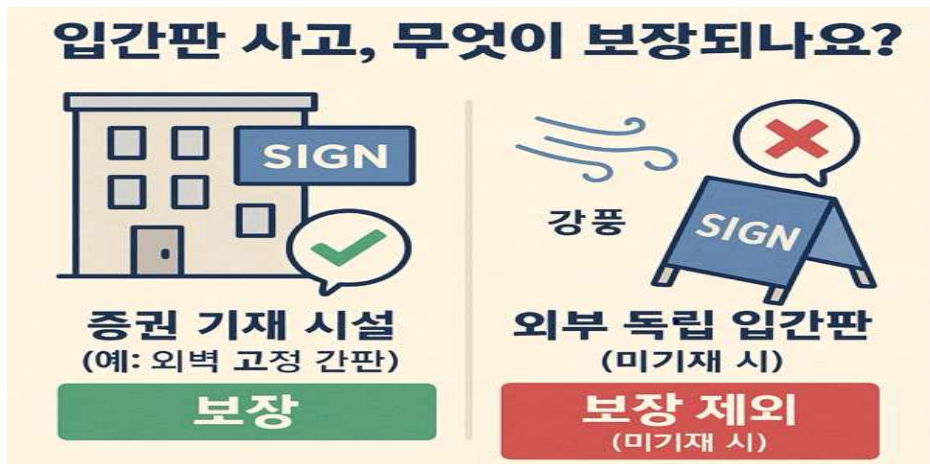 입간판 사고, 무엇이 보장되나요?
SIGN
증권 기재 시설
(예: 외벽 고정 간판)
보장
강풍
SIGN
외부 독립 입간판
(미기재 시)
보장 제외
(미기재 시)